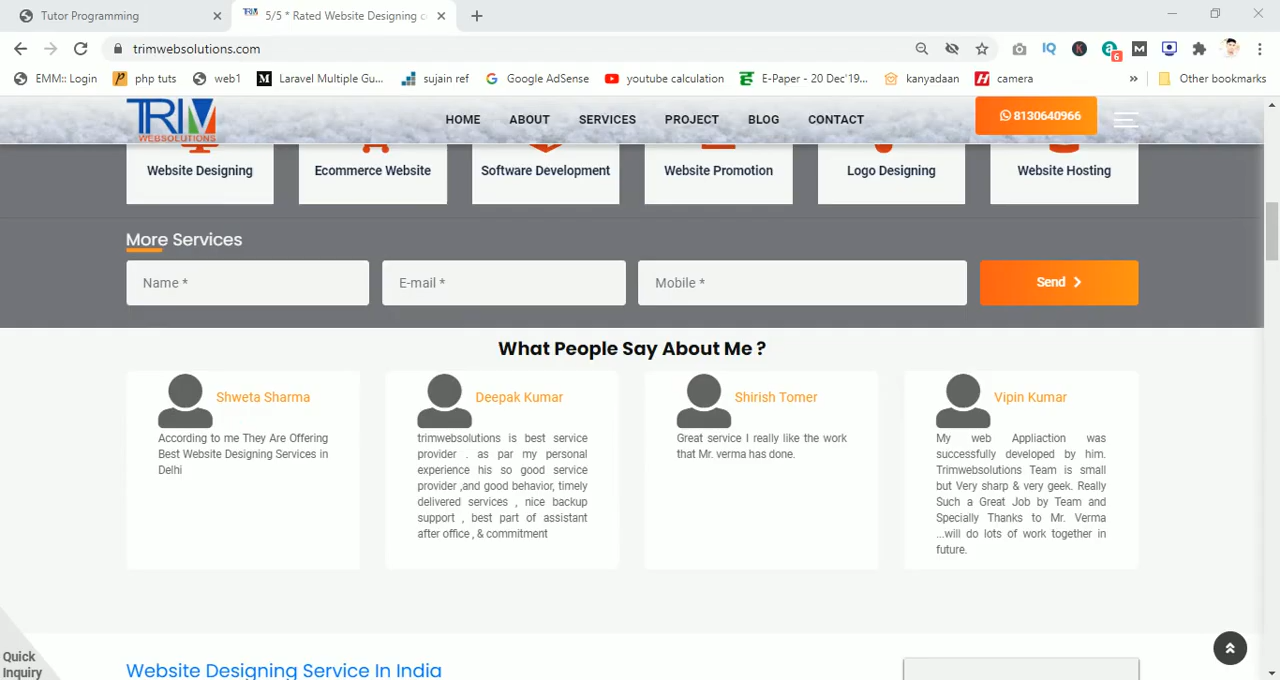 Tutor Programming
5/5 * Rated Website Designing c
trimwebsolutions.com
IQ
K
a
6
M
EMM:: Login
php tuts
web1
Laravel Multiple Gu...
sujain ref
Google AdSense
youtube calculation
E-Paper - 20 Dec'19...
kanyadaan
camera
»
Other bookmarks
TRIM
WEBSOLUTIONS
HOME
ABOUT
SERVICES
PROJECT
BLOG
CONTACT
8130640966
Website Designing
Ecommerce Website
Software Development
Website Promotion
Logo Designing
Website Hosting
More Services
Name *
E-mail *
Mobile *
Send
What People Say About Me ?
Shweta Sharma
According to me They Are Offering
Best Website Designing Services in
Delhi
Deepak Kumar
trimwebsolutions is best service
provider . as par my personal
experience his so good service
provider ,and good behavior, timely
delivered services , nice backup
support , best part of assistant
after office , & commitment
Shirish Tomer
Great service I really like the work
that Mr. verma has done.
Vipin Kumar
My web Appliaction was
successfully developed by him.
Trimwebsolutions Team is small
but Very sharp & very geek. Really
Such a Great Job by Team and
Specially Thanks to Mr. Verma
...will do lots of work together in
future.
Quick
Inquiry
Website Designing Service In India